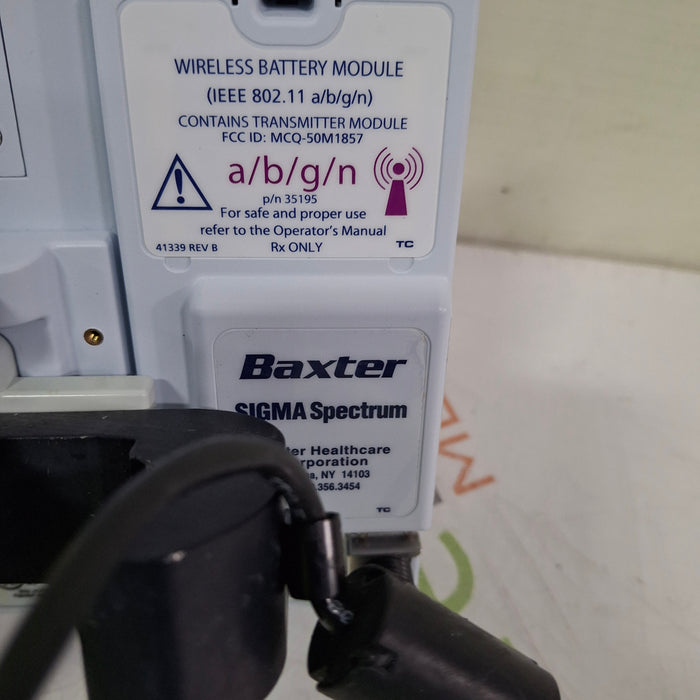 WIRELESS BATTERY MODULE
(IEEE 802.11 a/b/g/n)
CONTAINS TRANSMITTER MODULE
FCC ID: MCQ-50M1857
a/b/g/n
p/n 35195
For safe and proper use
refer to the Operator's Manual
41339 REV B Rx ONLY TC
Baxter
SIGMA Spectrum
er Healthcare
rporation
a, NY 14103
.356.3454
TC